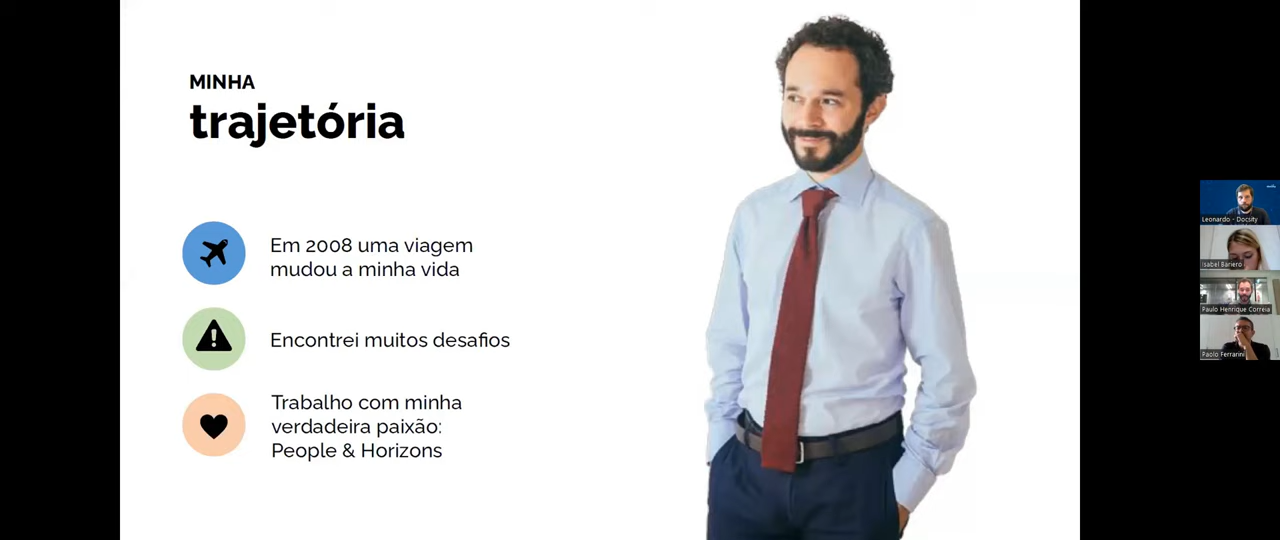 MINHA
trajetória
Em 2008 uma viagem
mudou a minha vida
Encontrei muitos desafios
Trabalho com minha
verdadeira paixão:
People & Horizons
Leonardo - Docsity
Isabel Bariero
Paulo Henrique Correia
Paolo Ferrarini